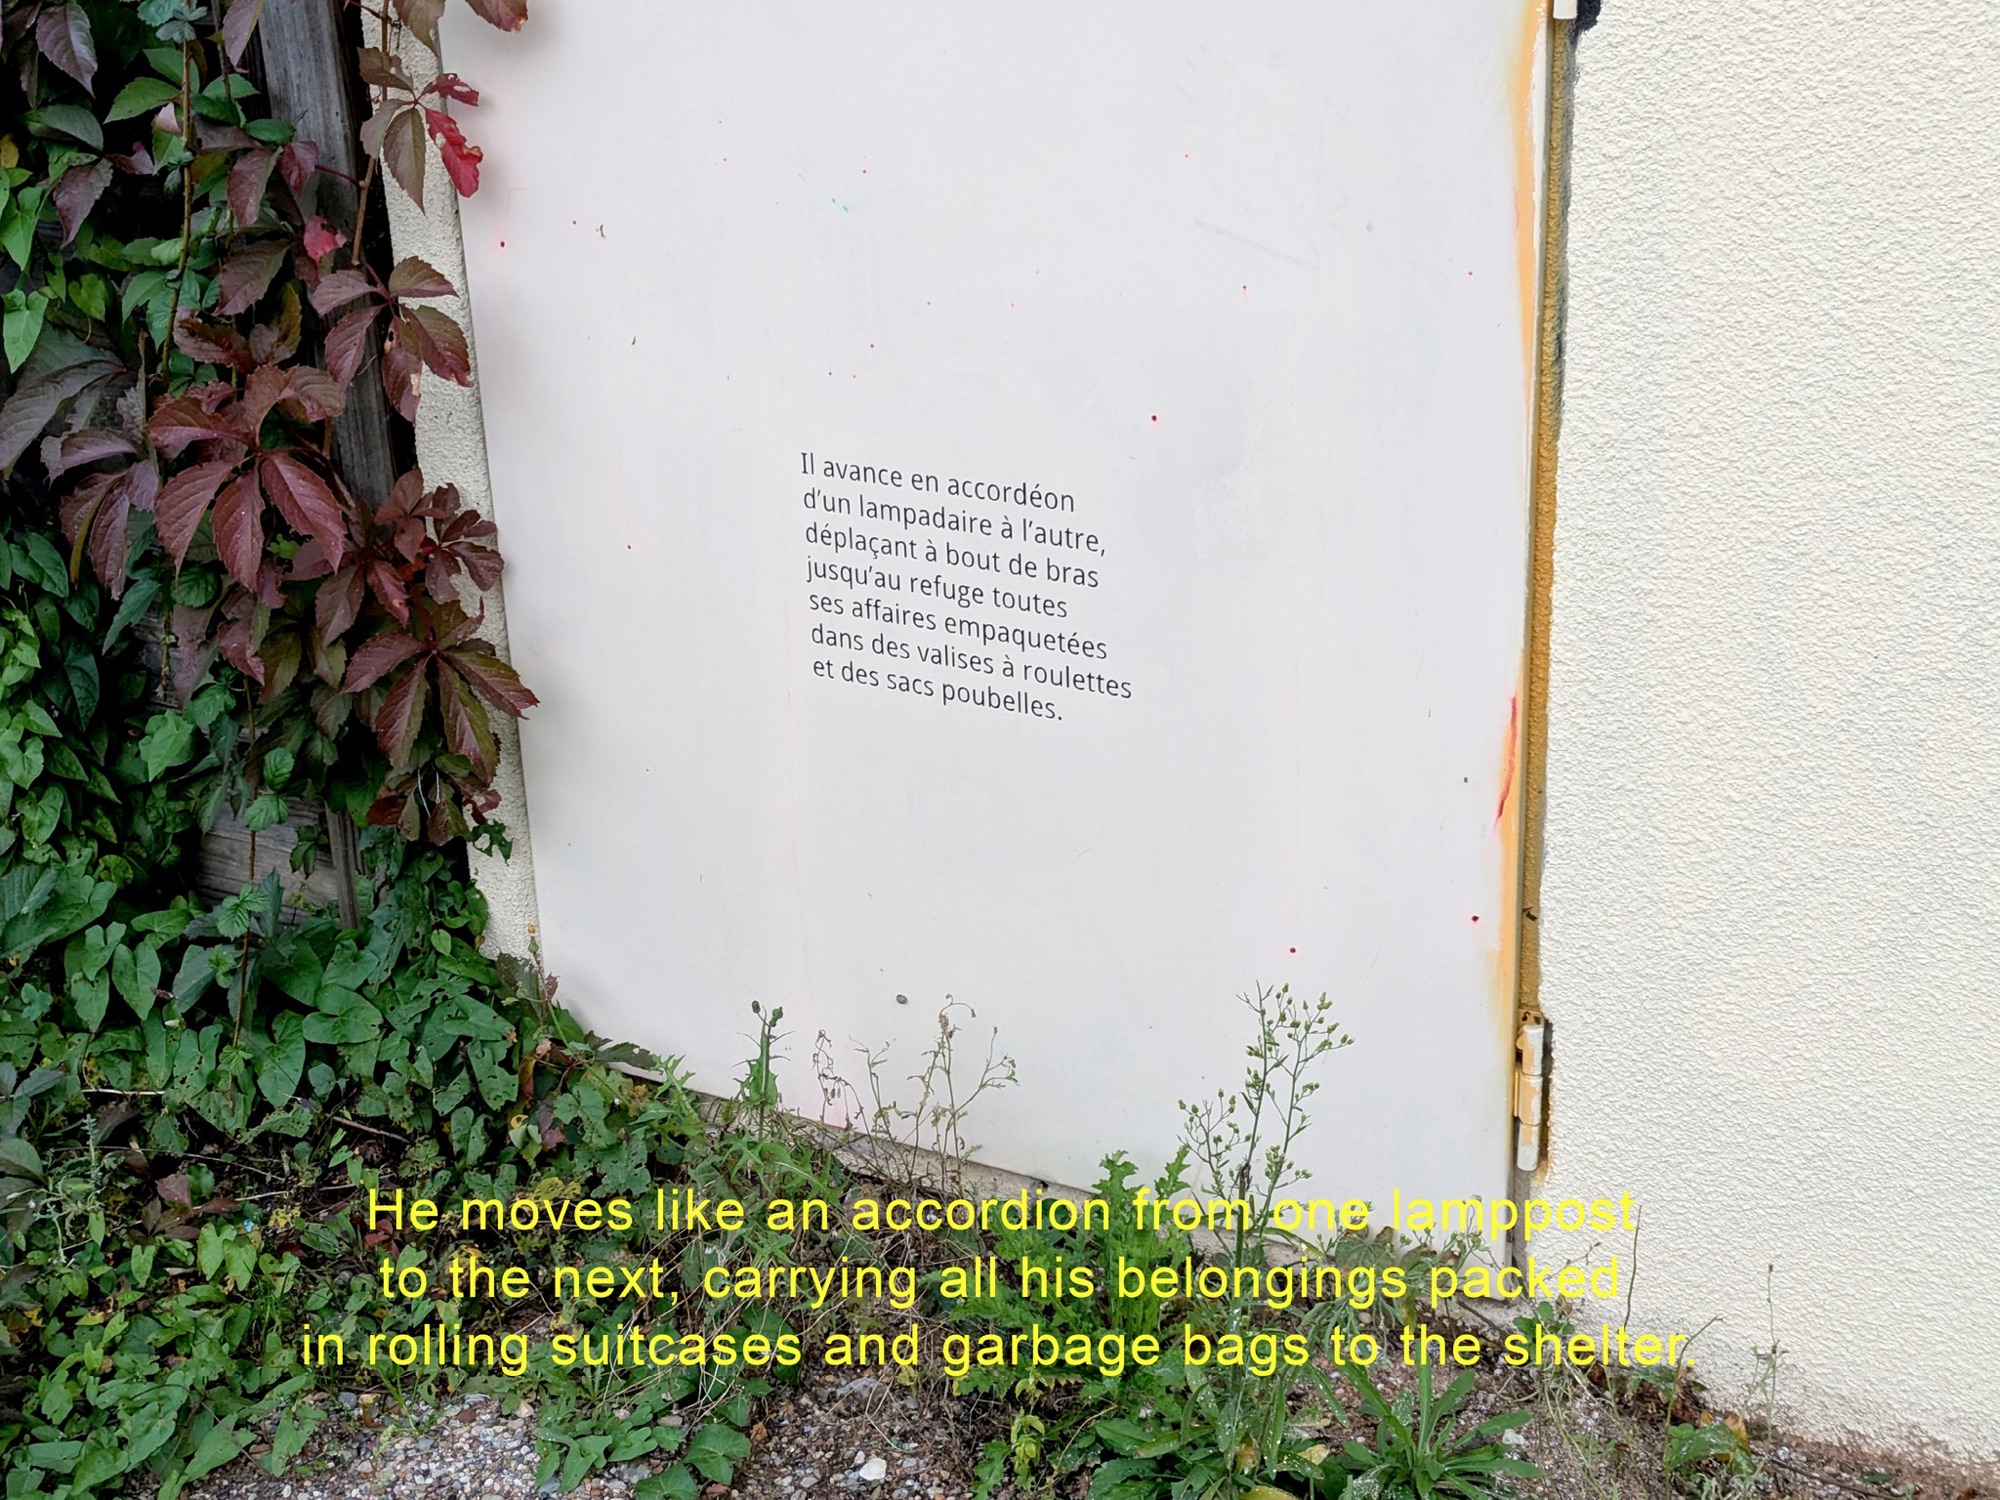 Il avance en accordéon
d'un lampadaire à l'autre,
déplaçant à bout de bras
jusqu'au refuge toutes
ses affaires empaquetées
dans des valises à roulettes
et des sacs poubelles.
He moves like an accordion from one lamppost
to the next, carrying all his belongings packed
in rolling suitcases and garbage bags to the shelter.